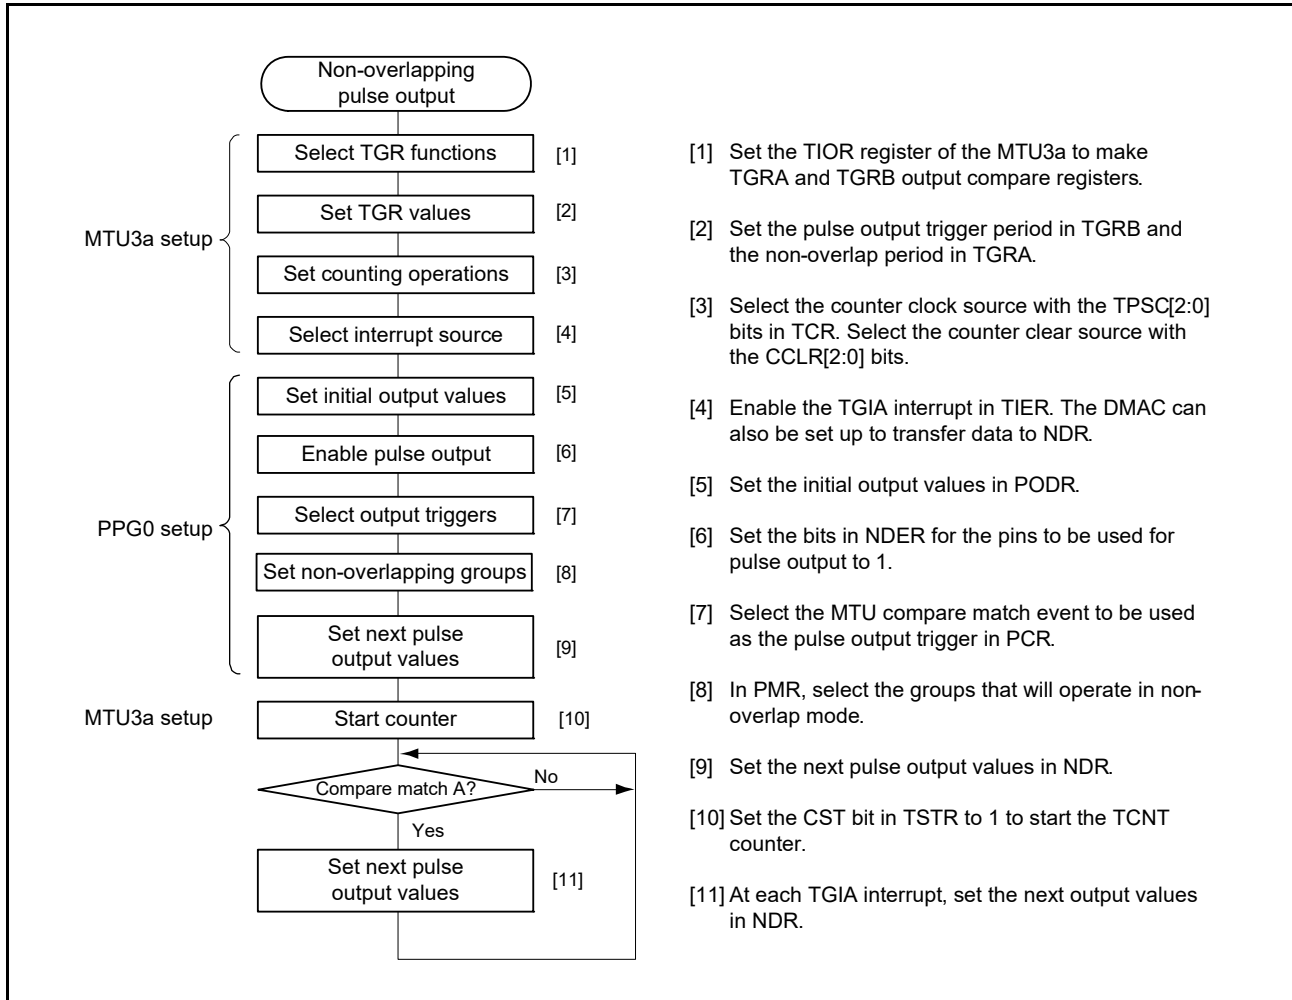 Non-overlapping
pulse output
MTU3a setup
Select TGR functions [1]
Set TGR values [2]
Set counting operations [3]
Select interrupt source [4]
PPG0 setup
Set initial output values [5]
Enable pulse output [6]
Select output triggers [7]
Set non-overlapping groups [8]
Set next pulse
output values [9]
MTU3a setup
Start counter [10]
Compare match A?
No
Yes
Set next pulse
output values [11]
[1] Set the TIOR register of the MTU3a to make
TGRA and TGRB output compare registers.
[2] Set the pulse output trigger period in TGRB and
the non-overlap period in TGRA.
[3] Select the counter clock source with the TPSC[2:0]
bits in TCR. Select the counter clear source with
the CCLR[2:0] bits.
[4] Enable the TGIA interrupt in TIER. The DMAC can
also be set up to transfer data to NDR.
[5] Set the initial output values in PODR.
[6] Set the bits in NDER for the pins to be used for
pulse output to 1.
[7] Select the MTU compare match event to be used
as the pulse output trigger in PCR.
[8] In PMR, select the groups that will operate in non-
overlap mode.
[9] Set the next pulse output values in NDR.
[10] Set the CST bit in TSTR to 1 to start the TCNT
counter.
[11] At each TGIA interrupt, set the next output values
in NDR.